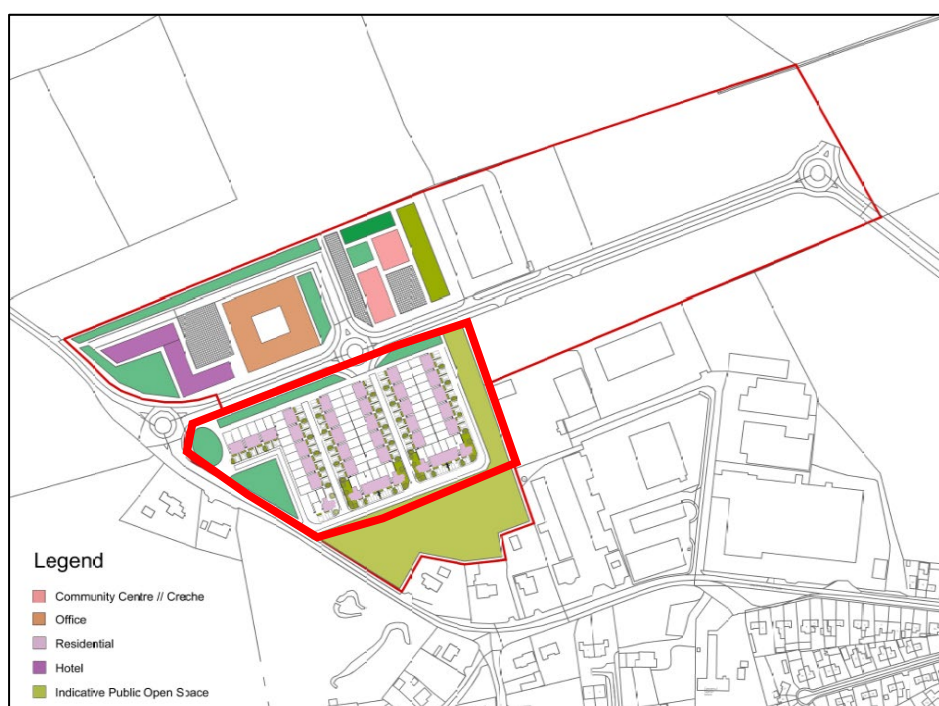 Legend
Community Centre // Creche
Office
Residential
Hotel
Indicative Public Open Space